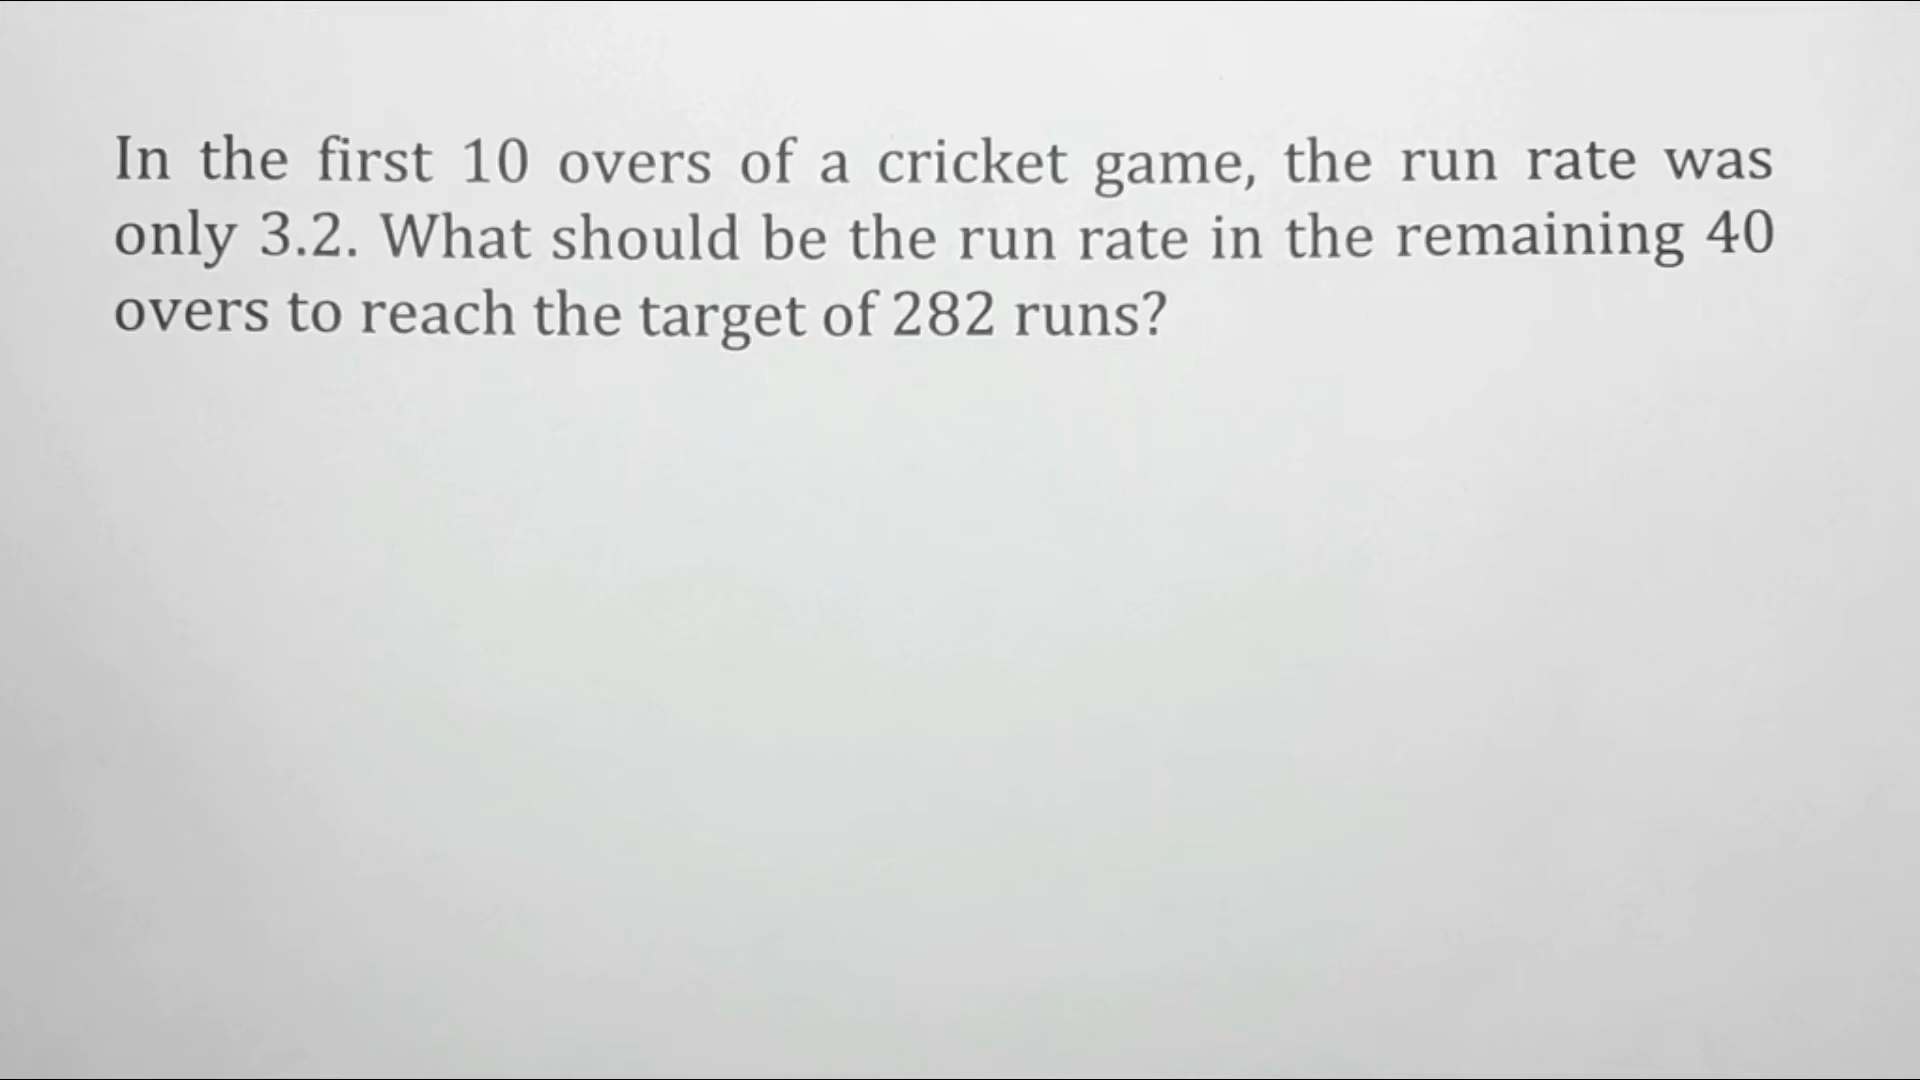 In the first 10 overs of a cricket game, the run rate was
only 3.2. What should be the run rate in the remaining 40
overs to reach the target of 282 runs?